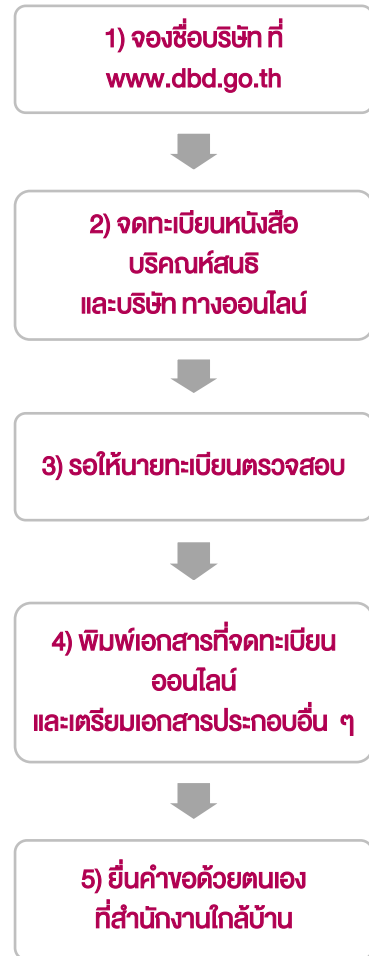 1) จองชื่อบริษัท ที่
www.dbd.go.th
2) จดทะเบียนหนังสือ
บริคณห์สนธิ
และบริษัท ทางออนไลน์
3) รอให้นายทะเบียนตรวจสอบ
4) พิมพ์เอกสารที่จดทะเบียน
ออนไลน์
และเตรียมเอกสารประกอบอื่น ๆ
5) ยื่นคำขอด้วยตนเอง
ที่สำนักงานใกล้บ้าน